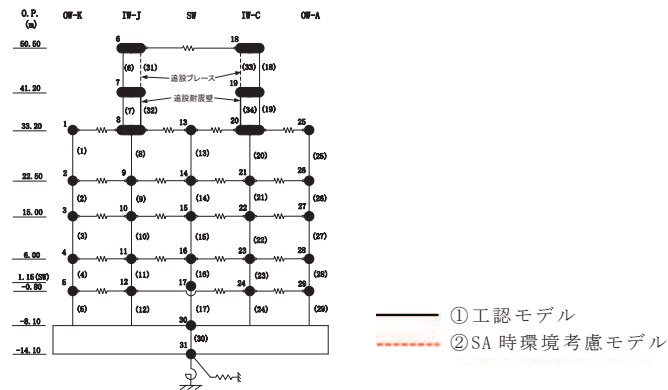 O.P. (m) OW-K IW-J SW IW-C OW-A
6 18
50.50
(6) (31) (33) (18)
追設ブレース
41.20 7 19
追設耐震壁
(7) (32) (34) (19)
33.20 1 8 13 20 25
(1) (8) (13) (20) (25)
22.50 2 9 14 21 26
(2) (9) (14) (21) (26)
15.00 3 10 15 22 27
(3) (10) (15) (22) (27)
6.00 4 11 16 23 28
(4) (11) (16) (23) (28)
1.15(SW) 17
-0.80 5 12 24 29
(5) (12) (17) (24) (29)
-8.10 30
(30)
-14.10 31
①工認モデル
②SA時環境考慮モデル